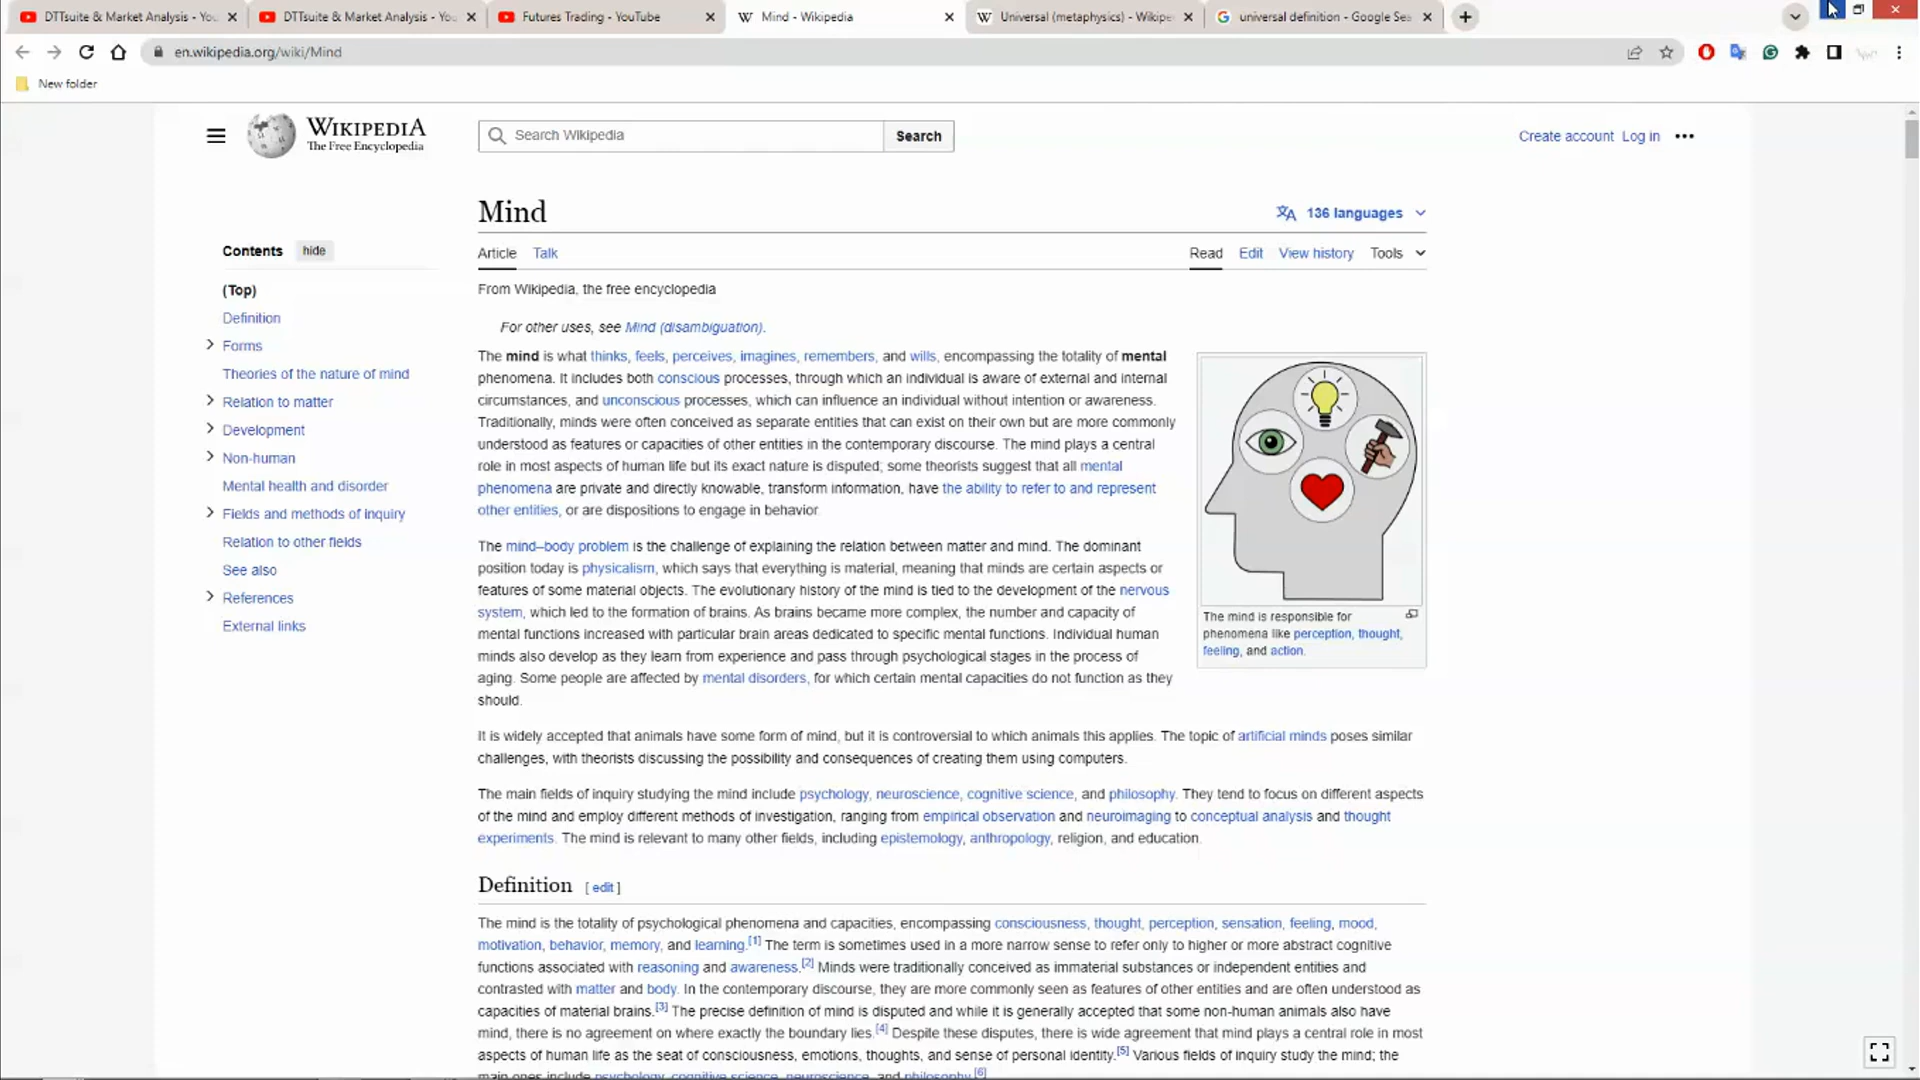 DTTsuite & Market Analysis - You
DTTsuite & Market Analysis - You
Futures Trading - YouTube
Mind - Wikipedia
Universal (metaphysics) - Wikipe
universal definition - Google Sea
en.wikipedia.org/wiki/Mind
New folder
WIKIPEDIA
The Free Encyclopedia
Search Wikipedia
Search
Create account Log in
Mind
136 languages
Article Talk
Read Edit View history Tools
Contents hide
(Top)
Definition
Forms
Theories of the nature of mind
Relation to matter
Development
Non-human
Mental health and disorder
Fields and methods of inquiry
Relation to other fields
See also
References
External links
From Wikipedia, the free encyclopedia
For other uses, see Mind (disambiguation).
The mind is what thinks, feels, perceives, imagines, remembers, and wills, encompassing the totality of mental
phenomena. It includes both conscious processes, through which an individual is aware of external and internal
circumstances, and unconscious processes, which can influence an individual without intention or awareness.
Traditionally, minds were often conceived as separate entities that can exist on their own but are more commonly
understood as features or capacities of other entities in the contemporary discourse. The mind plays a central
role in most aspects of human life but its exact nature is disputed; some theorists suggest that all mental
phenomena are private and directly knowable, transform information, have the ability to refer to and represent
other entities, or are dispositions to engage in behavior
The mind–body problem is the challenge of explaining the relation between matter and mind. The dominant
position today is physicalism, which says that everything is material, meaning that minds are certain aspects or
features of some material objects. The evolutionary history of the mind is tied to the development of the nervous
system, which led to the formation of brains. As brains became more complex, the number and capacity of
mental functions increased with particular brain areas dedicated to specific mental functions. Individual human
minds also develop as they learn from experience and pass through psychological stages in the process of
aging. Some people are affected by mental disorders, for which certain mental capacities do not function as they
should.
The mind is responsible for
phenomena like perception, thought,
feeling, and action.
It is widely accepted that animals have some form of mind, but it is controversial to which animals this applies. The topic of artificial minds poses similar
challenges, with theorists discussing the possibility and consequences of creating them using computers.
The main fields of inquiry studying the mind include psychology, neuroscience, cognitive science, and philosophy. They tend to focus on different aspects
of the mind and employ different methods of investigation, ranging from empirical observation and neuroimaging to conceptual analysis and thought
experiments. The mind is relevant to many other fields, including epistemology, anthropology, religion, and education.
Definition [ edit ]
The mind is the totality of psychological phenomena and capacities, encompassing consciousness, thought, perception, sensation, feeling, mood,
motivation, behavior, memory, and learning.[1] The term is sometimes used in a more narrow sense to refer only to higher or more abstract cognitive
functions associated with reasoning and awareness.[2] Minds were traditionally conceived as immaterial substances or independent entities and
contrasted with matter and body. In the contemporary discourse, they are more commonly seen as features of other entities and are often understood as
capacities of material brains.[3] The precise definition of mind is disputed and while it is generally accepted that some non-human animals also have
mind, there is no agreement on where exactly the boundary lies.[4] Despite these disputes, there is wide agreement that mind plays a central role in most
aspects of human life as the seat of consciousness, emotions, thoughts, and sense of personal identity.[5] Various fields of inquiry study the mind; the
main ones include psychology, cognitive science, neuroscience, and philosophy.[6]